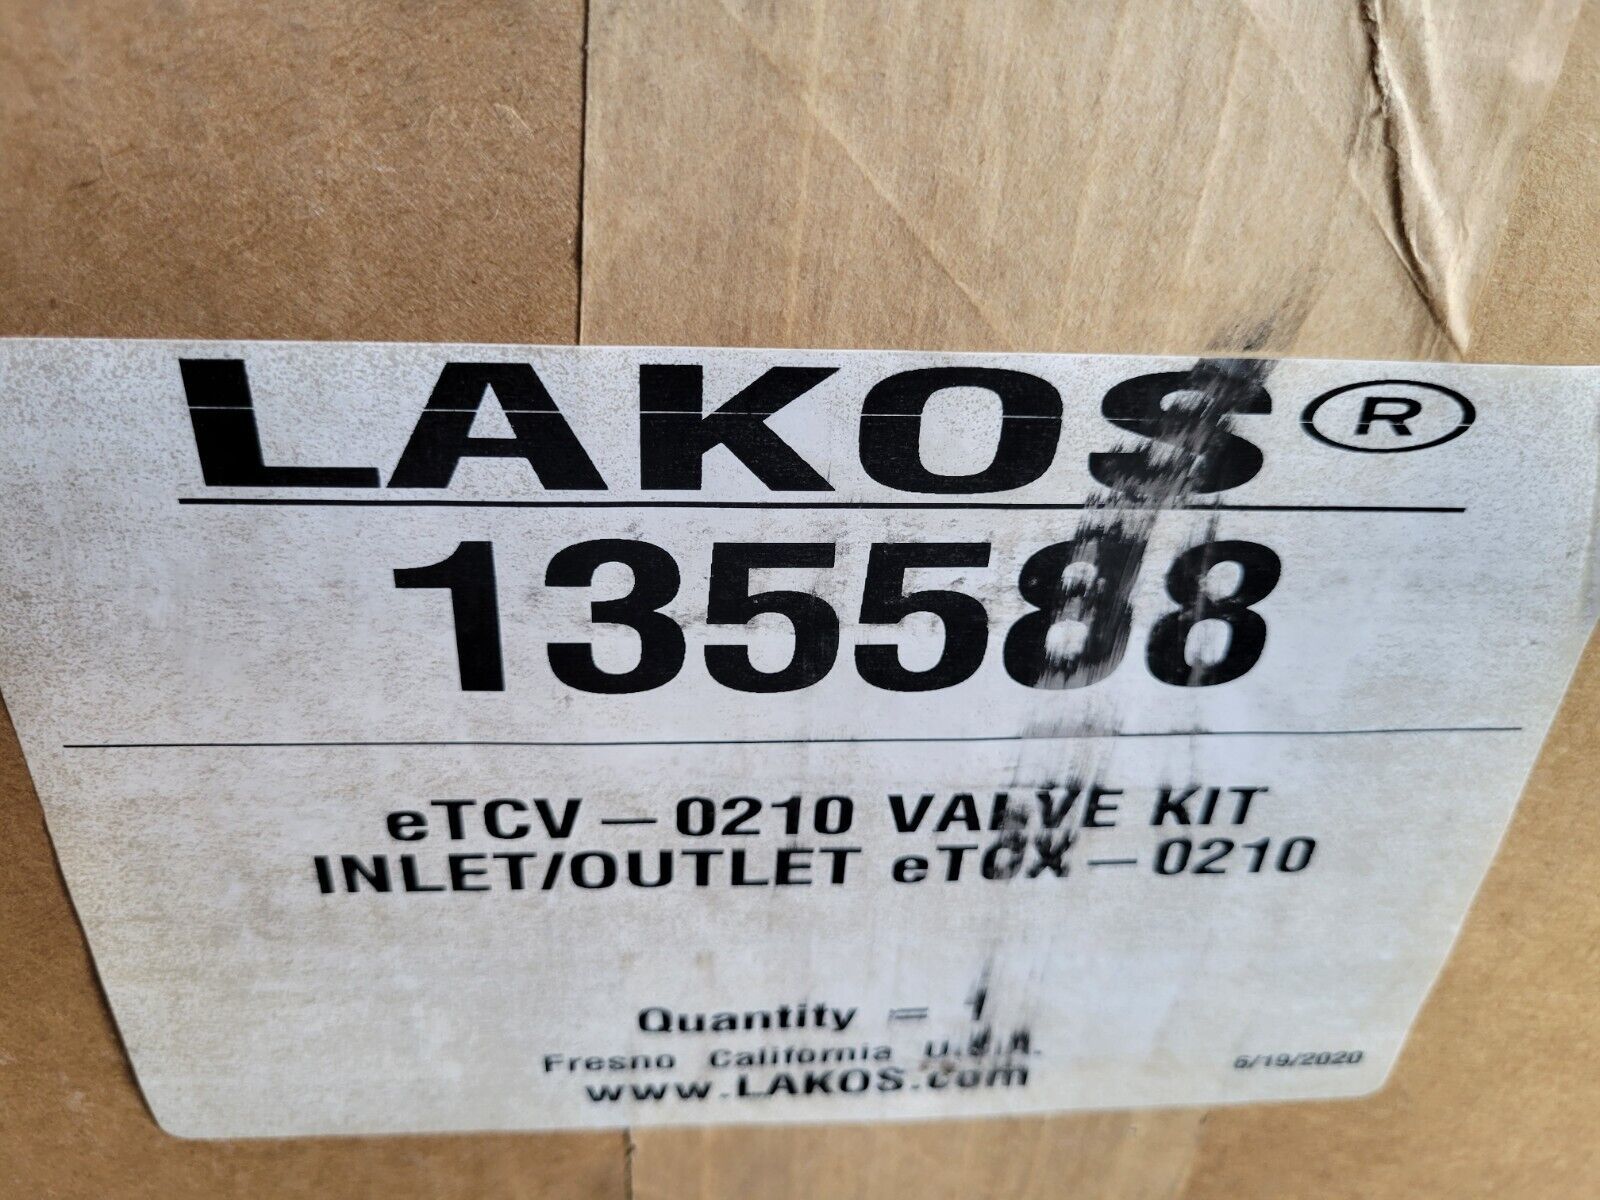 LAKOS®
135588
eTCV-0210 VALVE KIT
INLET/OUTLET eTCX-0210
Quantity = 1
Fresno California U.S.A.
6/19/2020
www.LAKOS.com